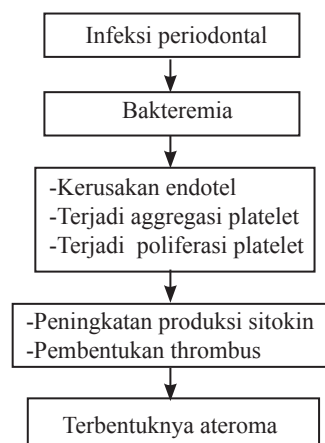 Infeksi periodontal
Bakteremia
-Kerusakan endotel
-Terjadi aggregasi platelet
-Terjadi poliferasi platelet
-Peningkatan produksi sitokin
-Pembentukan thrombus
Terbentuknya ateroma